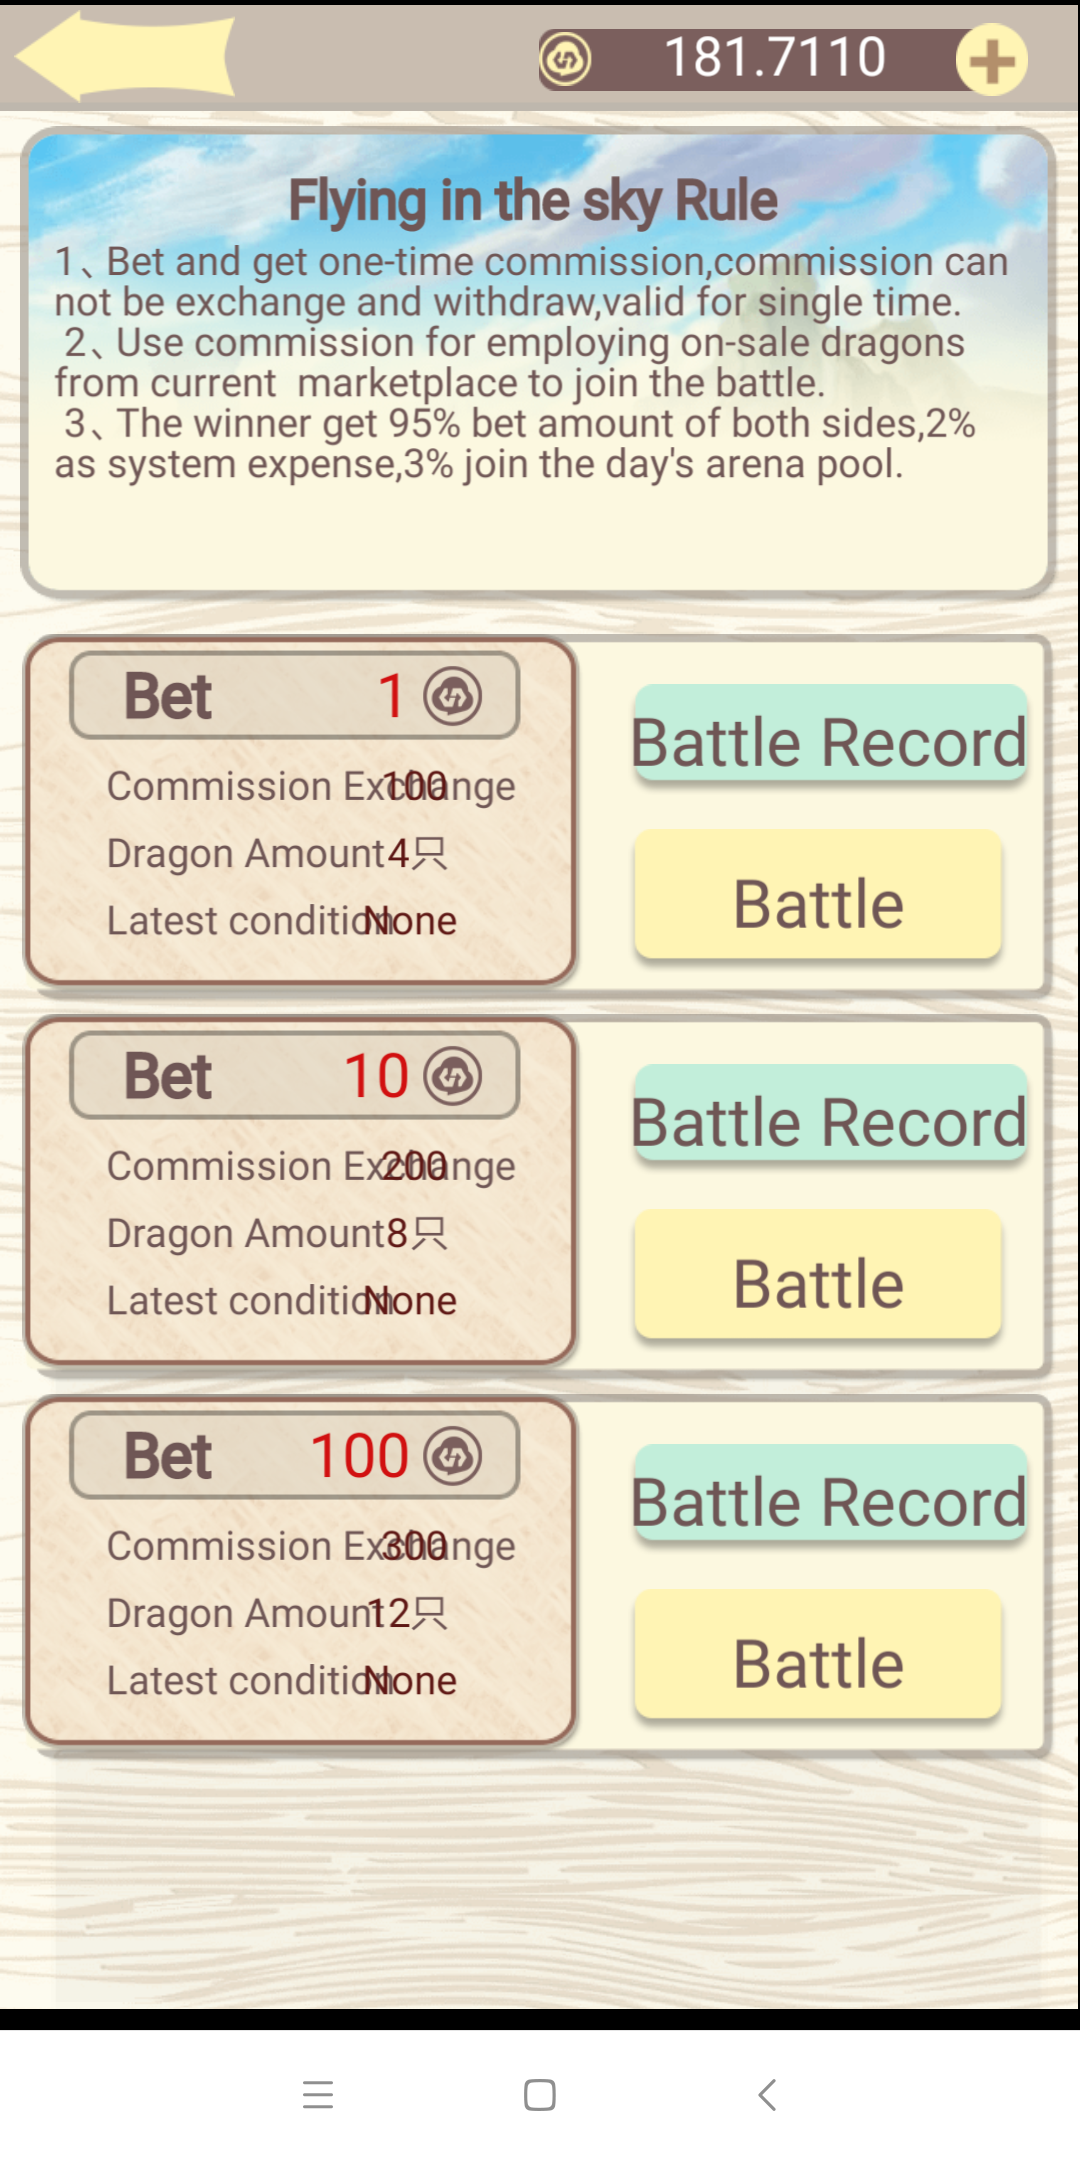 181.7110
Flying in the sky Rule
1、Bet and get one-time commission,commission can
not be exchange and withdraw,valid for single time.
2、Use commission for employing on-sale dragons
from current  marketplace to join the battle.
3、The winner get 95% bet amount of both sides,2%
as system expense,3% join the day's arena pool.
Bet 1
Commission Exchange 100
Dragon Amount 4只
Latest condition None
Battle Record
Battle
Bet 10
Commission Exchange 200
Dragon Amount 8只
Latest condition None
Battle Record
Battle
Bet 100
Commission Exchange 300
Dragon Amount 12只
Latest condition None
Battle Record
Battle